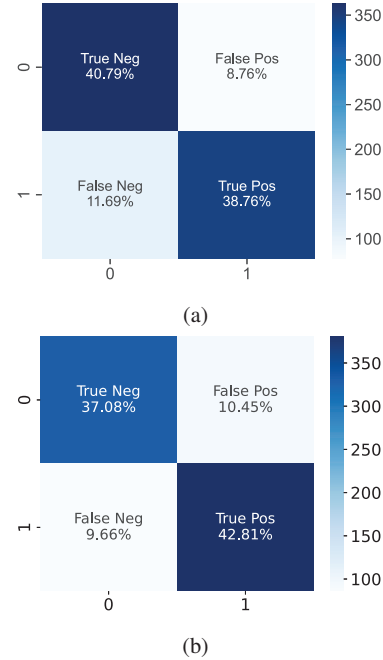 True Neg
40.79%
False Pos
8.76%
False Neg
11.69%
True Pos
38.76%
0
1
0
1
350
300
250
200
150
100
(a)
True Neg
37.08%
False Pos
10.45%
False Neg
9.66%
True Pos
42.81%
0
1
0
1
350
300
250
200
150
100
(b)